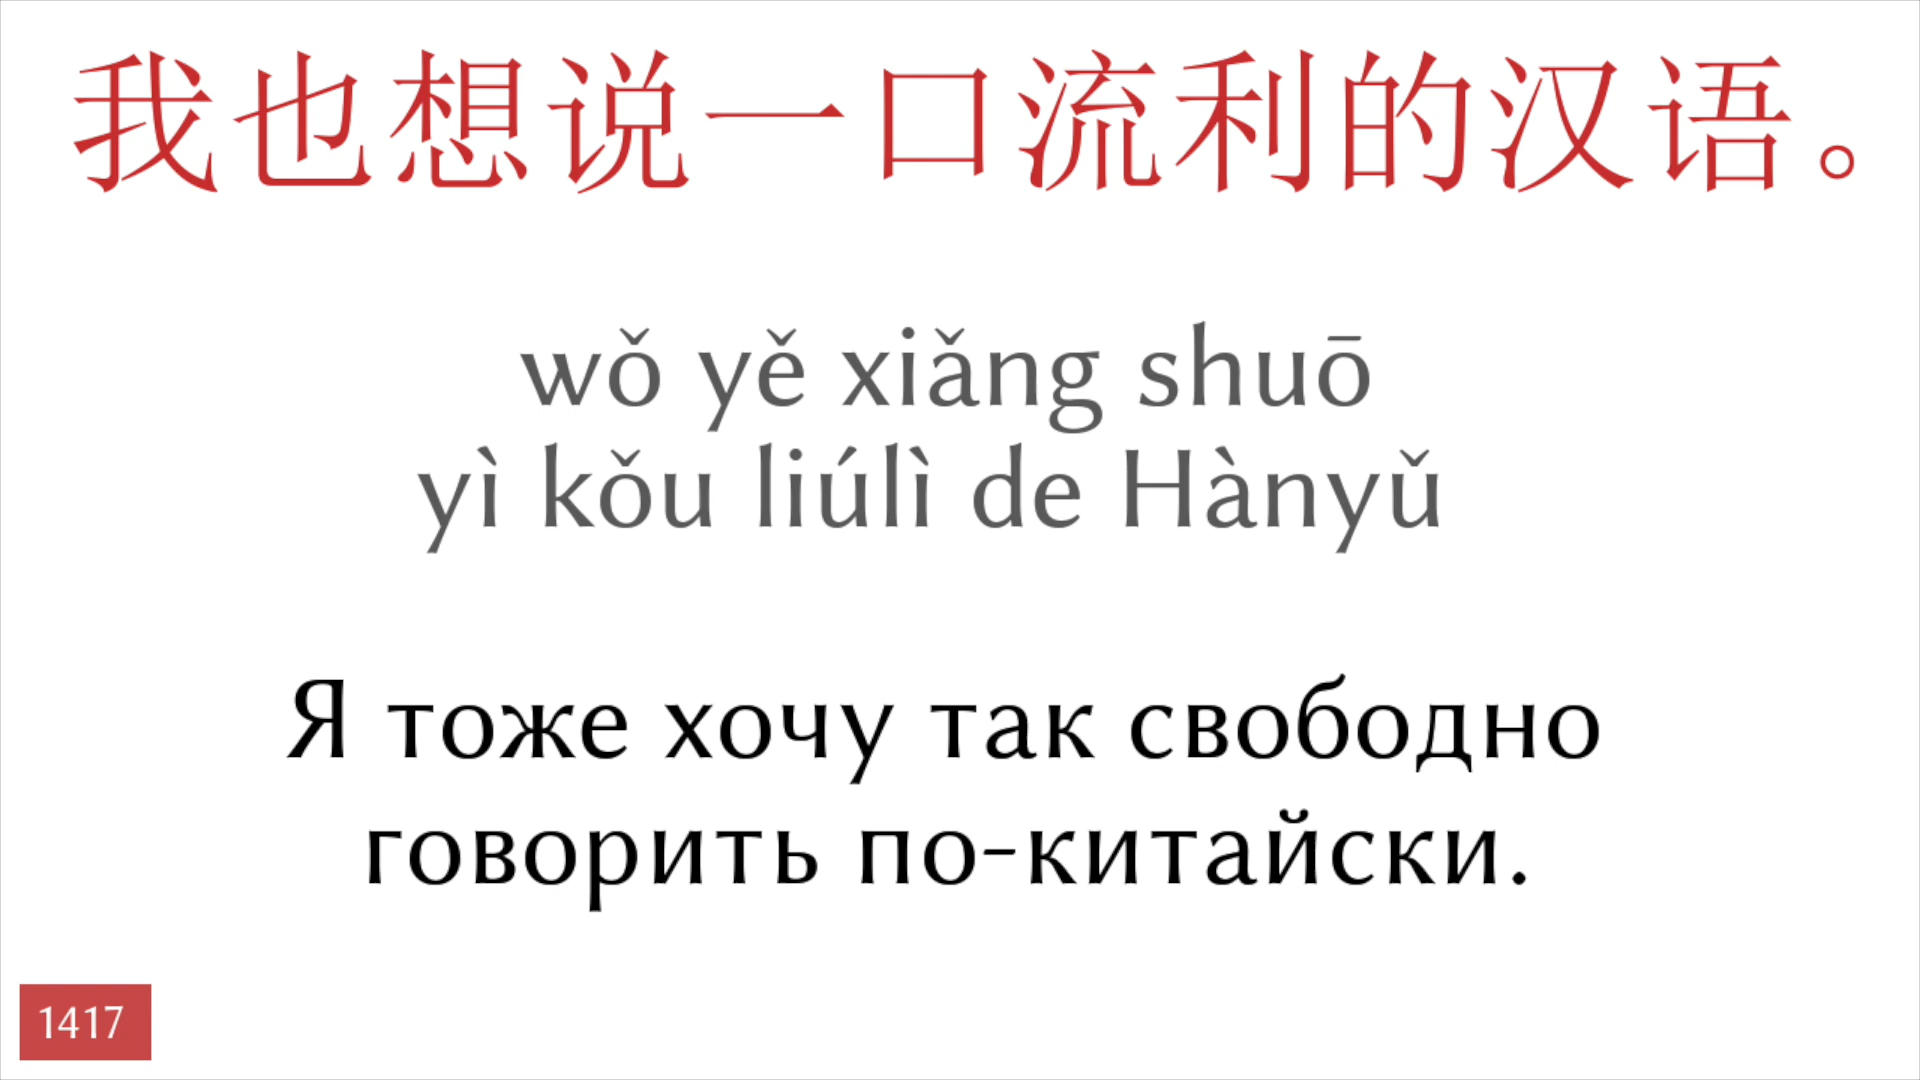 我也想说一口流利的汉语。
wǒ yě xiǎng shuō
yì kǒu liúlì de Hànyǔ
Я тоже хочу так свободно
говорить по-китайски.
1417